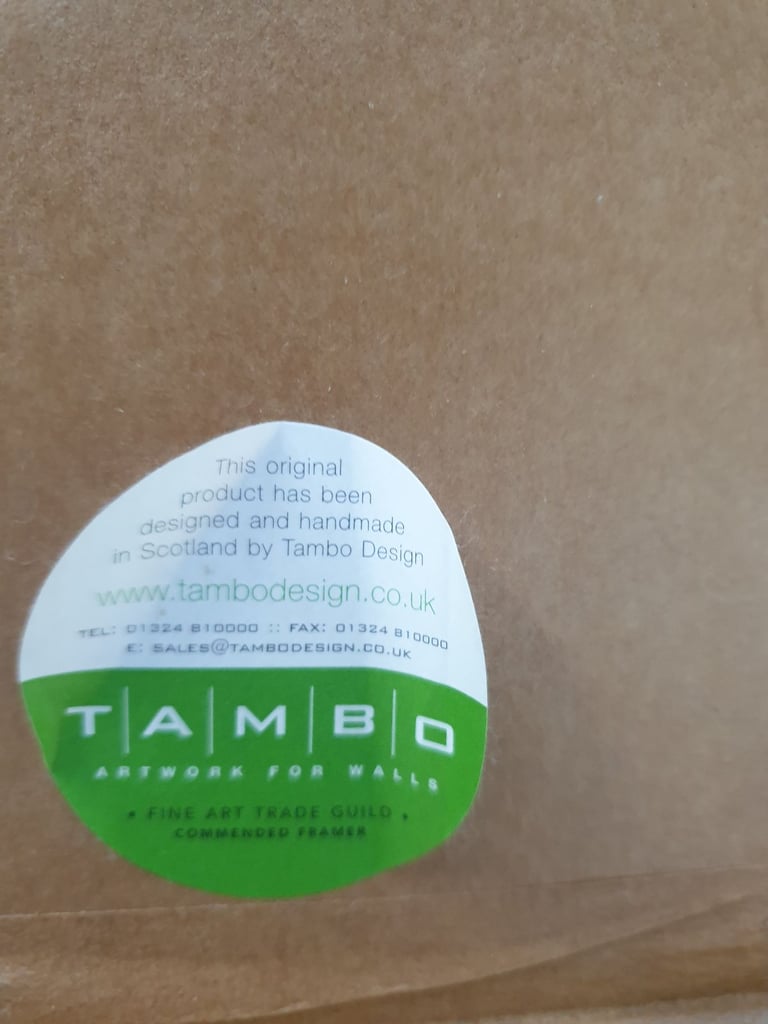 This original
product has been
designed and handmade
in Scotland by Tambo Design
www.tambodesign.co.uk
TEL: 01324 810000 :: FAX: 01324 810000
E: SALES@TAMBODESIGN.CO.UK
T|A|M|B|O
ARTWORK FOR WALLS
• FINE ART TRADE GUILD •
COMMENDED FRAMER